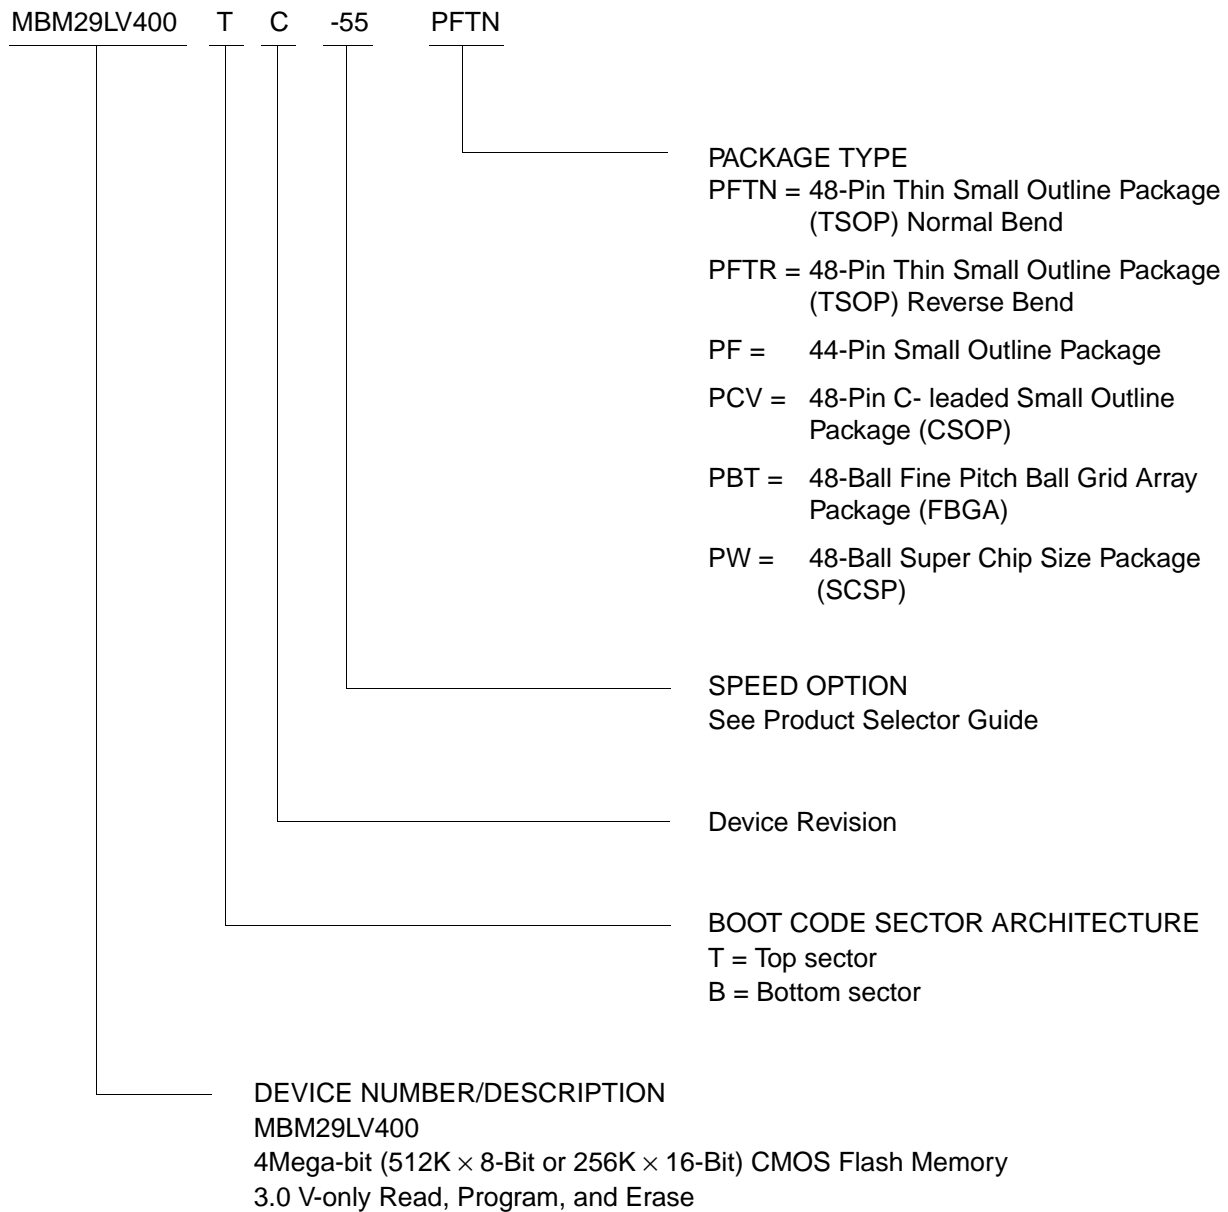 MBM29LV400 T C -55 PFTN
PACKAGE TYPE
PFTN = 48-Pin Thin Small Outline Package
(TSOP) Normal Bend
PFTR = 48-Pin Thin Small Outline Package
(TSOP) Reverse Bend
PF = 44-Pin Small Outline Package
PCV = 48-Pin C- leaded Small Outline
Package (CSOP)
PBT = 48-Ball Fine Pitch Ball Grid Array
Package (FBGA)
PW = 48-Ball Super Chip Size Package
(SCSP)
SPEED OPTION
See Product Selector Guide
Device Revision
BOOT CODE SECTOR ARCHITECTURE
T = Top sector
B = Bottom sector
DEVICE NUMBER/DESCRIPTION
MBM29LV400
4Mega-bit (512K × 8-Bit or 256K × 16-Bit) CMOS Flash Memory
3.0 V-only Read, Program, and Erase